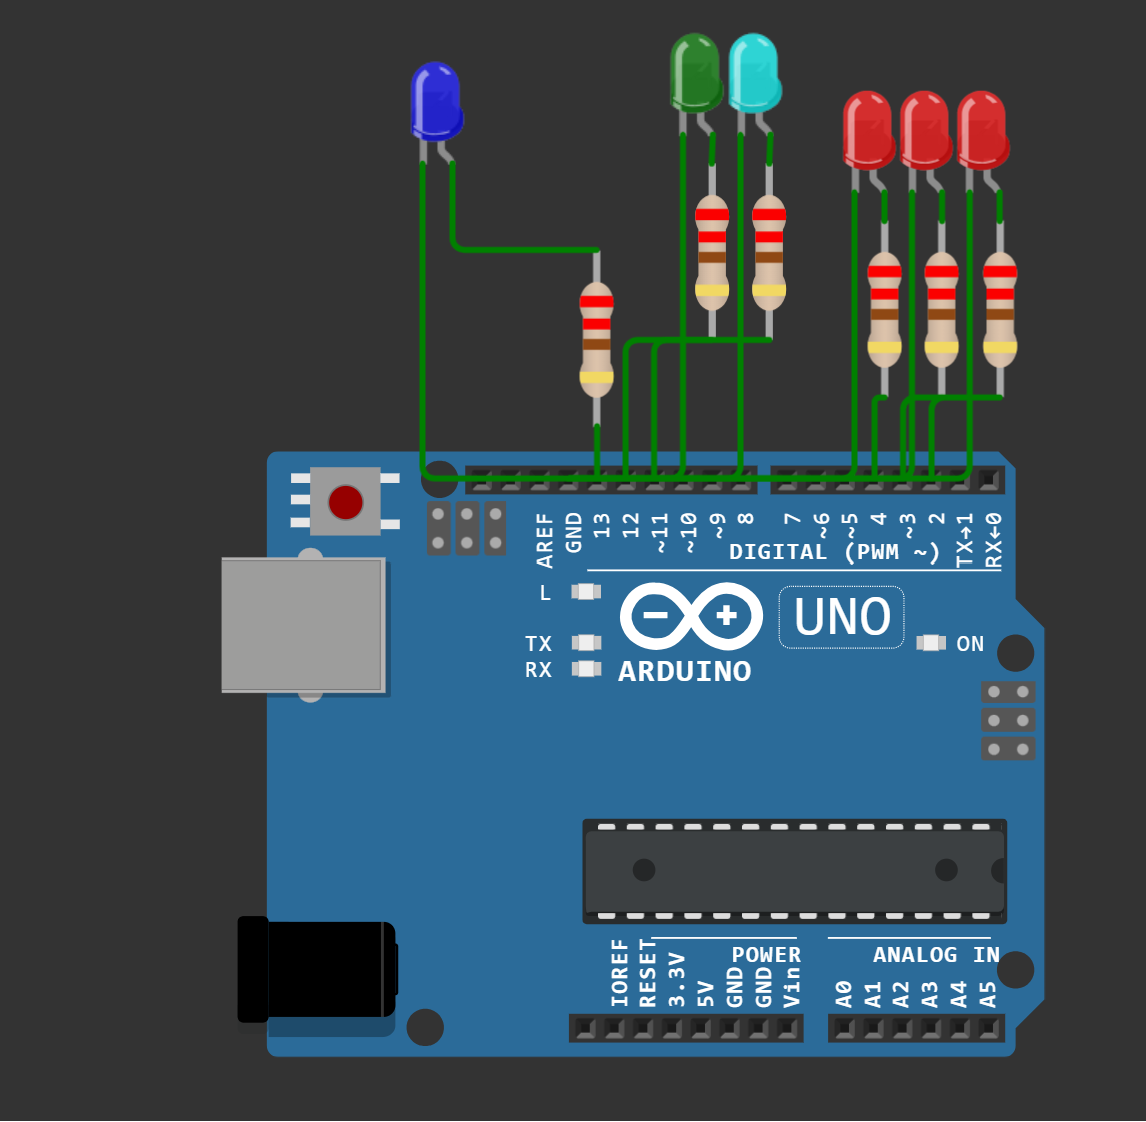 AREF
GND
13
12
~11
~10
~9
8
7
~6
~5
4
~3
2
TX→1
RX←0
DIGITAL (PWM ~)
L
TX
RX
UNO
ARDUINO
ON
IOREF
RESET
3.3V
5V
GND
GND
Vin
POWER
ANALOG IN
A0
A1
A2
A3
A4
A5